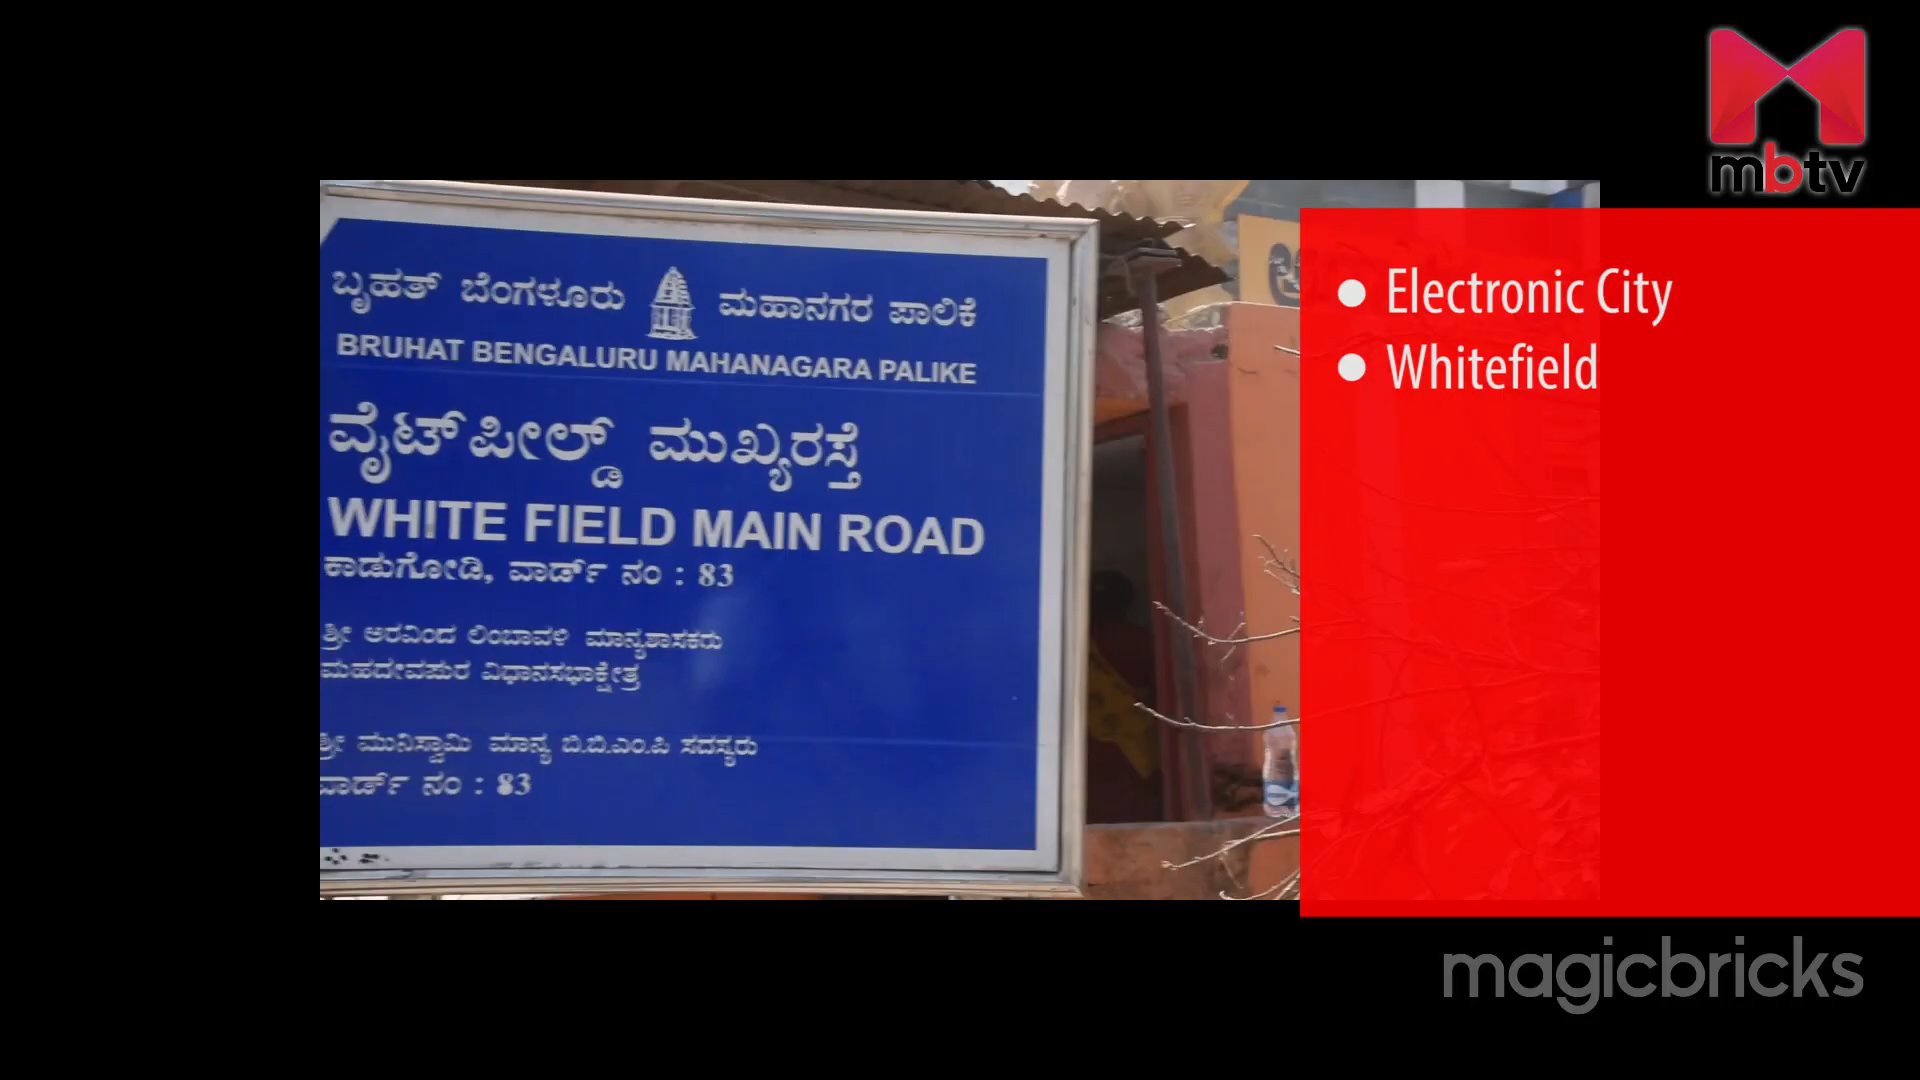 ಬೃಹತ್ ಬೆಂಗಳೂರು ಮಹಾನಗರ ಪಾಲಿಕೆ
BRUHAT BENGALURU MAHANAGARA PALIKE
ವೈಟ್‌ಪೀಲ್ಡ್ ಮುಖ್ಯರಸ್ತೆ
WHITE FIELD MAIN ROAD
ಕಾಡುಗೋಡಿ, ವಾರ್ಡ್ ನಂ : 83
ಶ್ರೀ ಅರವಿಂದ ಲಿಂಬಾವಳಿ ಮಾನ್ಯಶಾಸಕರು
ಮಹದೇವಪುರ ವಿಧಾನಸಭಾಕ್ಷೇತ್ರ
ಶ್ರೀ ಮುನಿಸ್ವಾಮಿ ಮಾನ್ಯ ಬಿ.ಬಿ.ಎಂ.ಪಿ ಸದಸ್ಯರು
ವಾರ್ಡ್ ನಂ : 83
mbtv
Electronic City
Whitefield
magicbricks